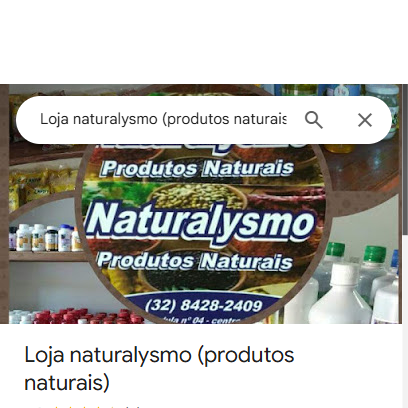 Loja naturalysmo (produtos naturais
Produtos Naturais
Naturalysmo
Produtos Naturais
(32) 8428-2409
nº 04 - centro
Loja naturalysmo (produtos
naturais)